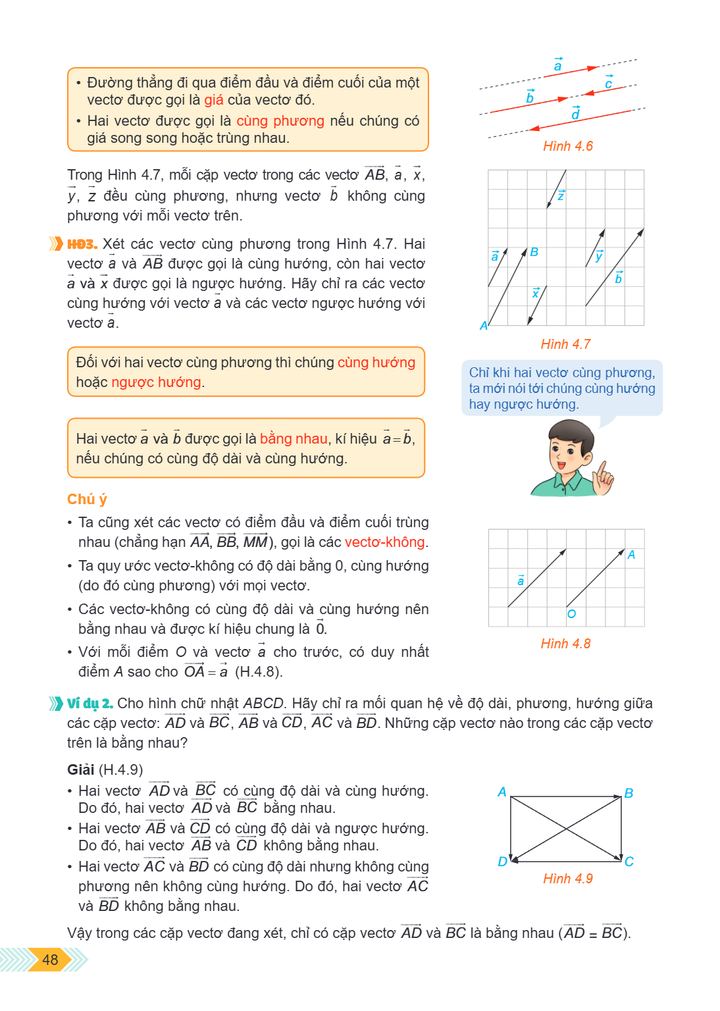 • Đường thẳng đi qua điểm đầu và điểm cuối của một
vectơ được gọi là giá của vectơ đó.
• Hai vectơ được gọi là cùng phương nếu chúng có
giá song song hoặc trùng nhau.
a⃗
b⃗
c⃗
d⃗
Hình 4.6
Trong Hình 4.7, mỗi cặp vectơ trong các vectơ AB⃗, a⃗, x⃗,
y⃗, z⃗ đều cùng phương, nhưng vectơ b⃗ không cùng
phương với mỗi vectơ trên.
HĐ3. Xét các vectơ cùng phương trong Hình 4.7. Hai
vectơ a⃗ và AB⃗ được gọi là cùng hướng, còn hai vectơ
a⃗ và x⃗ được gọi là ngược hướng. Hãy chỉ ra các vectơ
cùng hướng với vectơ a⃗ và các vectơ ngược hướng với
vectơ a⃗.
z⃗
a⃗
B
y⃗
b⃗
x⃗
A
Hình 4.7
Đối với hai vectơ cùng phương thì chúng cùng hướng
hoặc ngược hướng.
Chỉ khi hai vectơ cùng phương,
ta mới nói tới chúng cùng hướng
hay ngược hướng.
Hai vectơ a⃗ và b⃗ được gọi là bằng nhau, kí hiệu a⃗ = b⃗,
nếu chúng có cùng độ dài và cùng hướng.
Chú ý
• Ta cũng xét các vectơ có điểm đầu và điểm cuối trùng
nhau (chẳng hạn AA⃗, BB⃗, MM⃗), gọi là các vectơ-không.
• Ta quy ước vectơ-không có độ dài bằng 0, cùng hướng
(do đó cùng phương) với mọi vectơ.
• Các vectơ-không có cùng độ dài và cùng hướng nên
bằng nhau và được kí hiệu chung là 0⃗.
• Với mỗi điểm O và vectơ a⃗ cho trước, có duy nhất
điểm A sao cho OA⃗ = a⃗ (H.4.8).
a⃗
A
O
Hình 4.8
Ví dụ 2. Cho hình chữ nhật ABCD. Hãy chỉ ra mối quan hệ về độ dài, phương, hướng giữa
các cặp vectơ: AD⃗ và BC⃗, AB⃗ và CD⃗, AC⃗ và BD⃗. Những cặp vectơ nào trong các cặp vectơ
trên là bằng nhau?
Giải (H.4.9)
• Hai vectơ AD⃗ và BC⃗ có cùng độ dài và cùng hướng.
Do đó, hai vectơ AD⃗ và BC⃗ bằng nhau.
• Hai vectơ AB⃗ và CD⃗ có cùng độ dài và ngược hướng.
Do đó, hai vectơ AB⃗ và CD⃗ không bằng nhau.
• Hai vectơ AC⃗ và BD⃗ có cùng độ dài nhưng không cùng
phương nên không cùng hướng. Do đó, hai vectơ AC⃗
và BD⃗ không bằng nhau.
A
B
D
C
Hình 4.9
Vậy trong các cặp vectơ đang xét, chỉ có cặp vectơ AD⃗ và BC⃗ là bằng nhau (AD⃗ = BC⃗).
48